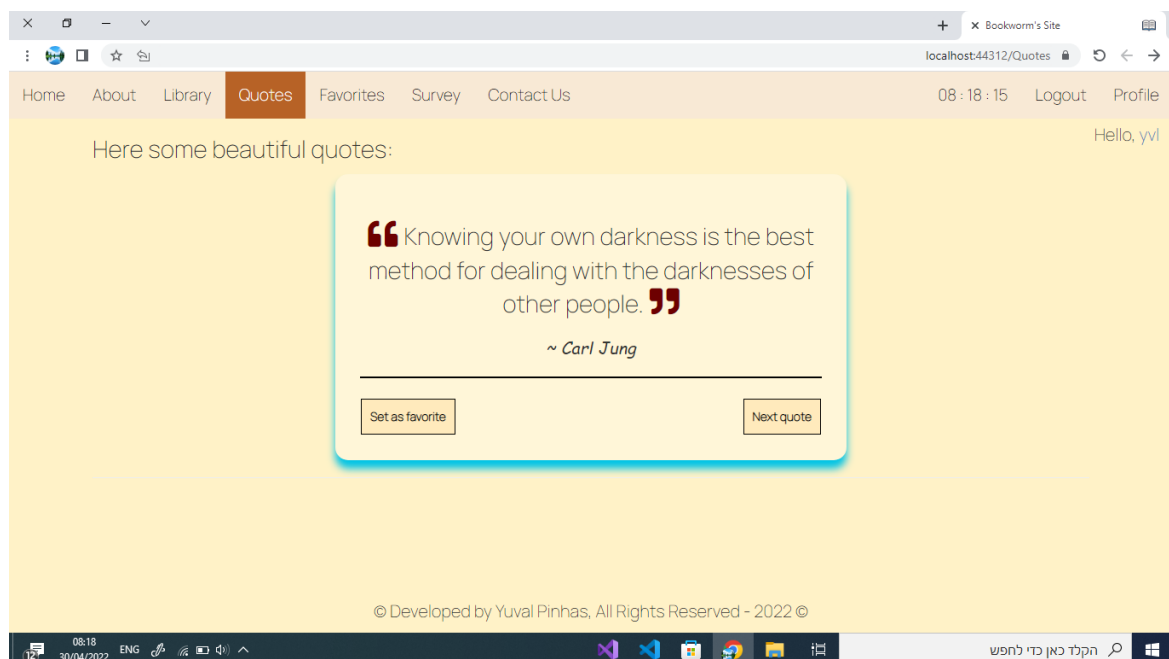 Bookworm's Site
localhost:44312/Quotes
Home About Library Quotes Favorites Survey Contact Us 08 : 18 : 15 Logout Profile
Hello, yvl
Here some beautiful quotes:
❝ Knowing your own darkness is the best
method for dealing with the darknesses of
other people. ❞
~ Carl Jung
Set as favorite Next quote
© Developed by Yuval Pinhas, All Rights Reserved - 2022 ©
12 08:18 ENG הקלד כאן כדי לחפש
30/04/2022